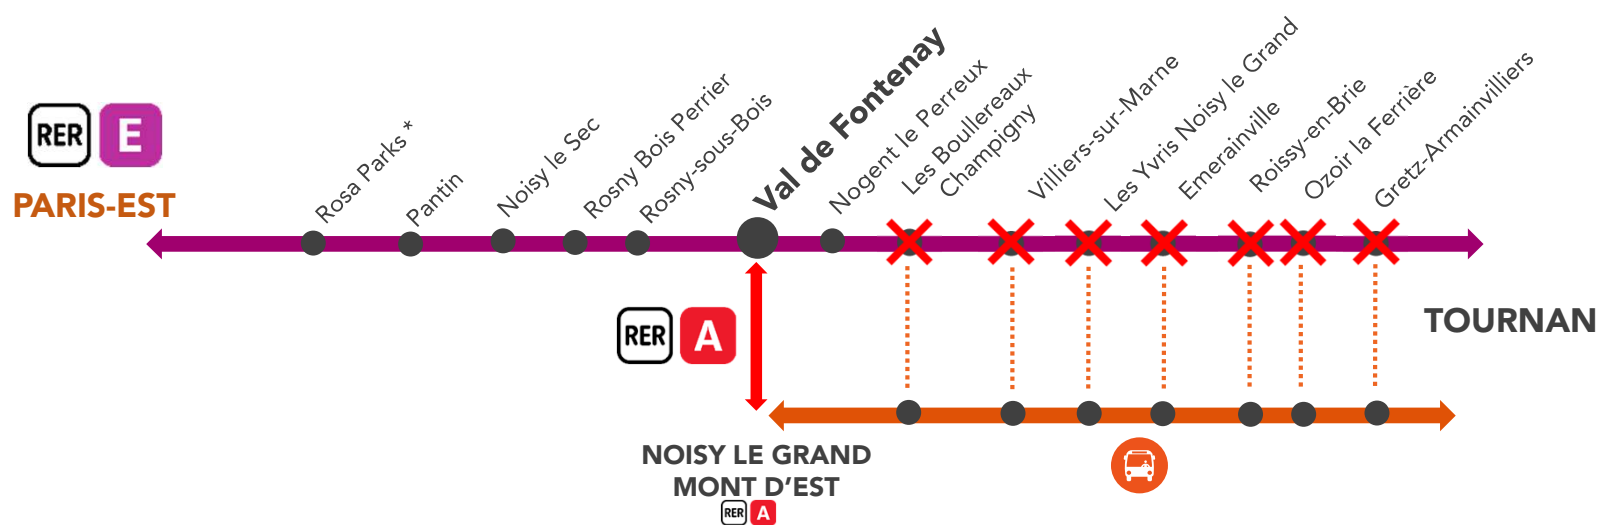 RER E
PARIS-EST
Rosa Parks *
Pantin
Noisy le Sec
Rosny Bois Perrier
Rosny-sous-Bois
Val de Fontenay
Nogent le Perreux
Les Boullereaux
Champigny
Villiers-sur-Marne
Les Yvris Noisy le Grand
Emerainville
Roissy-en-Brie
Ozoir la Ferrière
Gretz-Armainvilliers
TOURNAN
RER A
NOISY LE GRAND
MONT D’EST
RER A